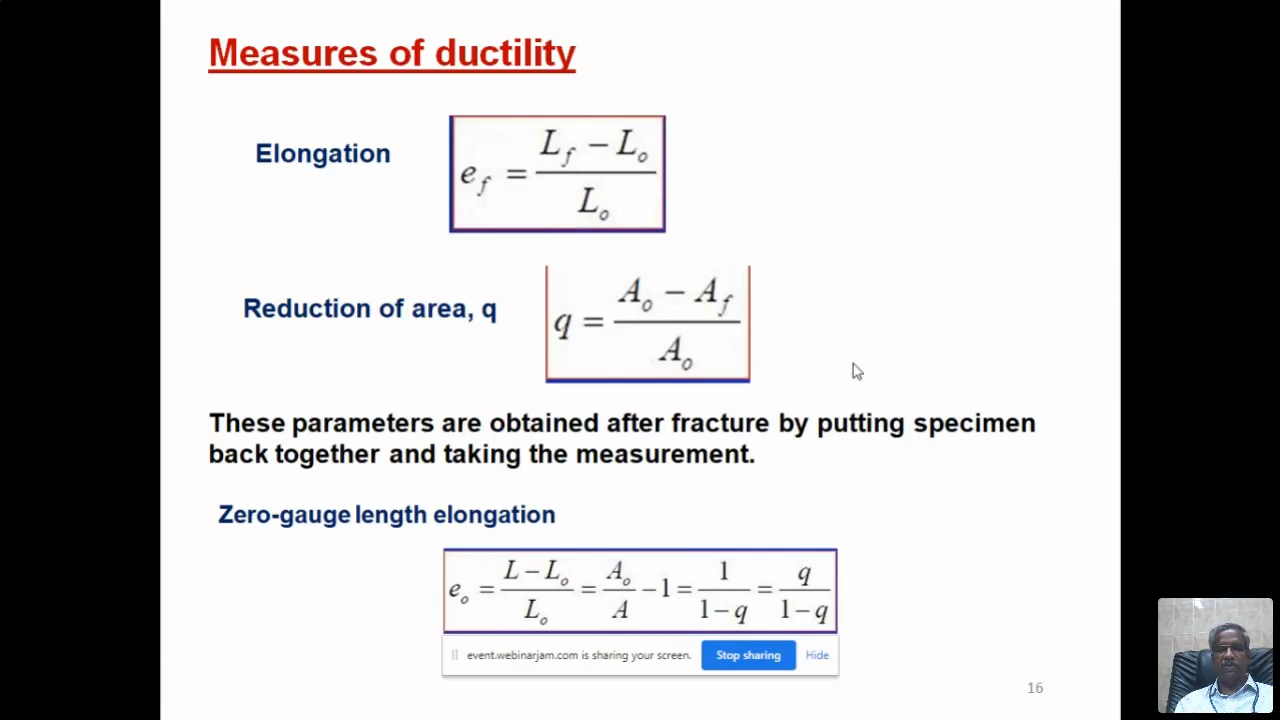 Measures of ductility
Elongation
e_f = (L_f − L_o) / L_o
Reduction of area, q
q = (A_o − A_f) / A_o
These parameters are obtained after fracture by putting specimen
back together and taking the measurement.
Zero-gauge length elongation
e_o = (L − L_o) / L_o = A_o / A − 1 = 1 / (1 − q) = q / (1 − q)
event.webinarjam.com is sharing your screen. Stop sharing Hide
16